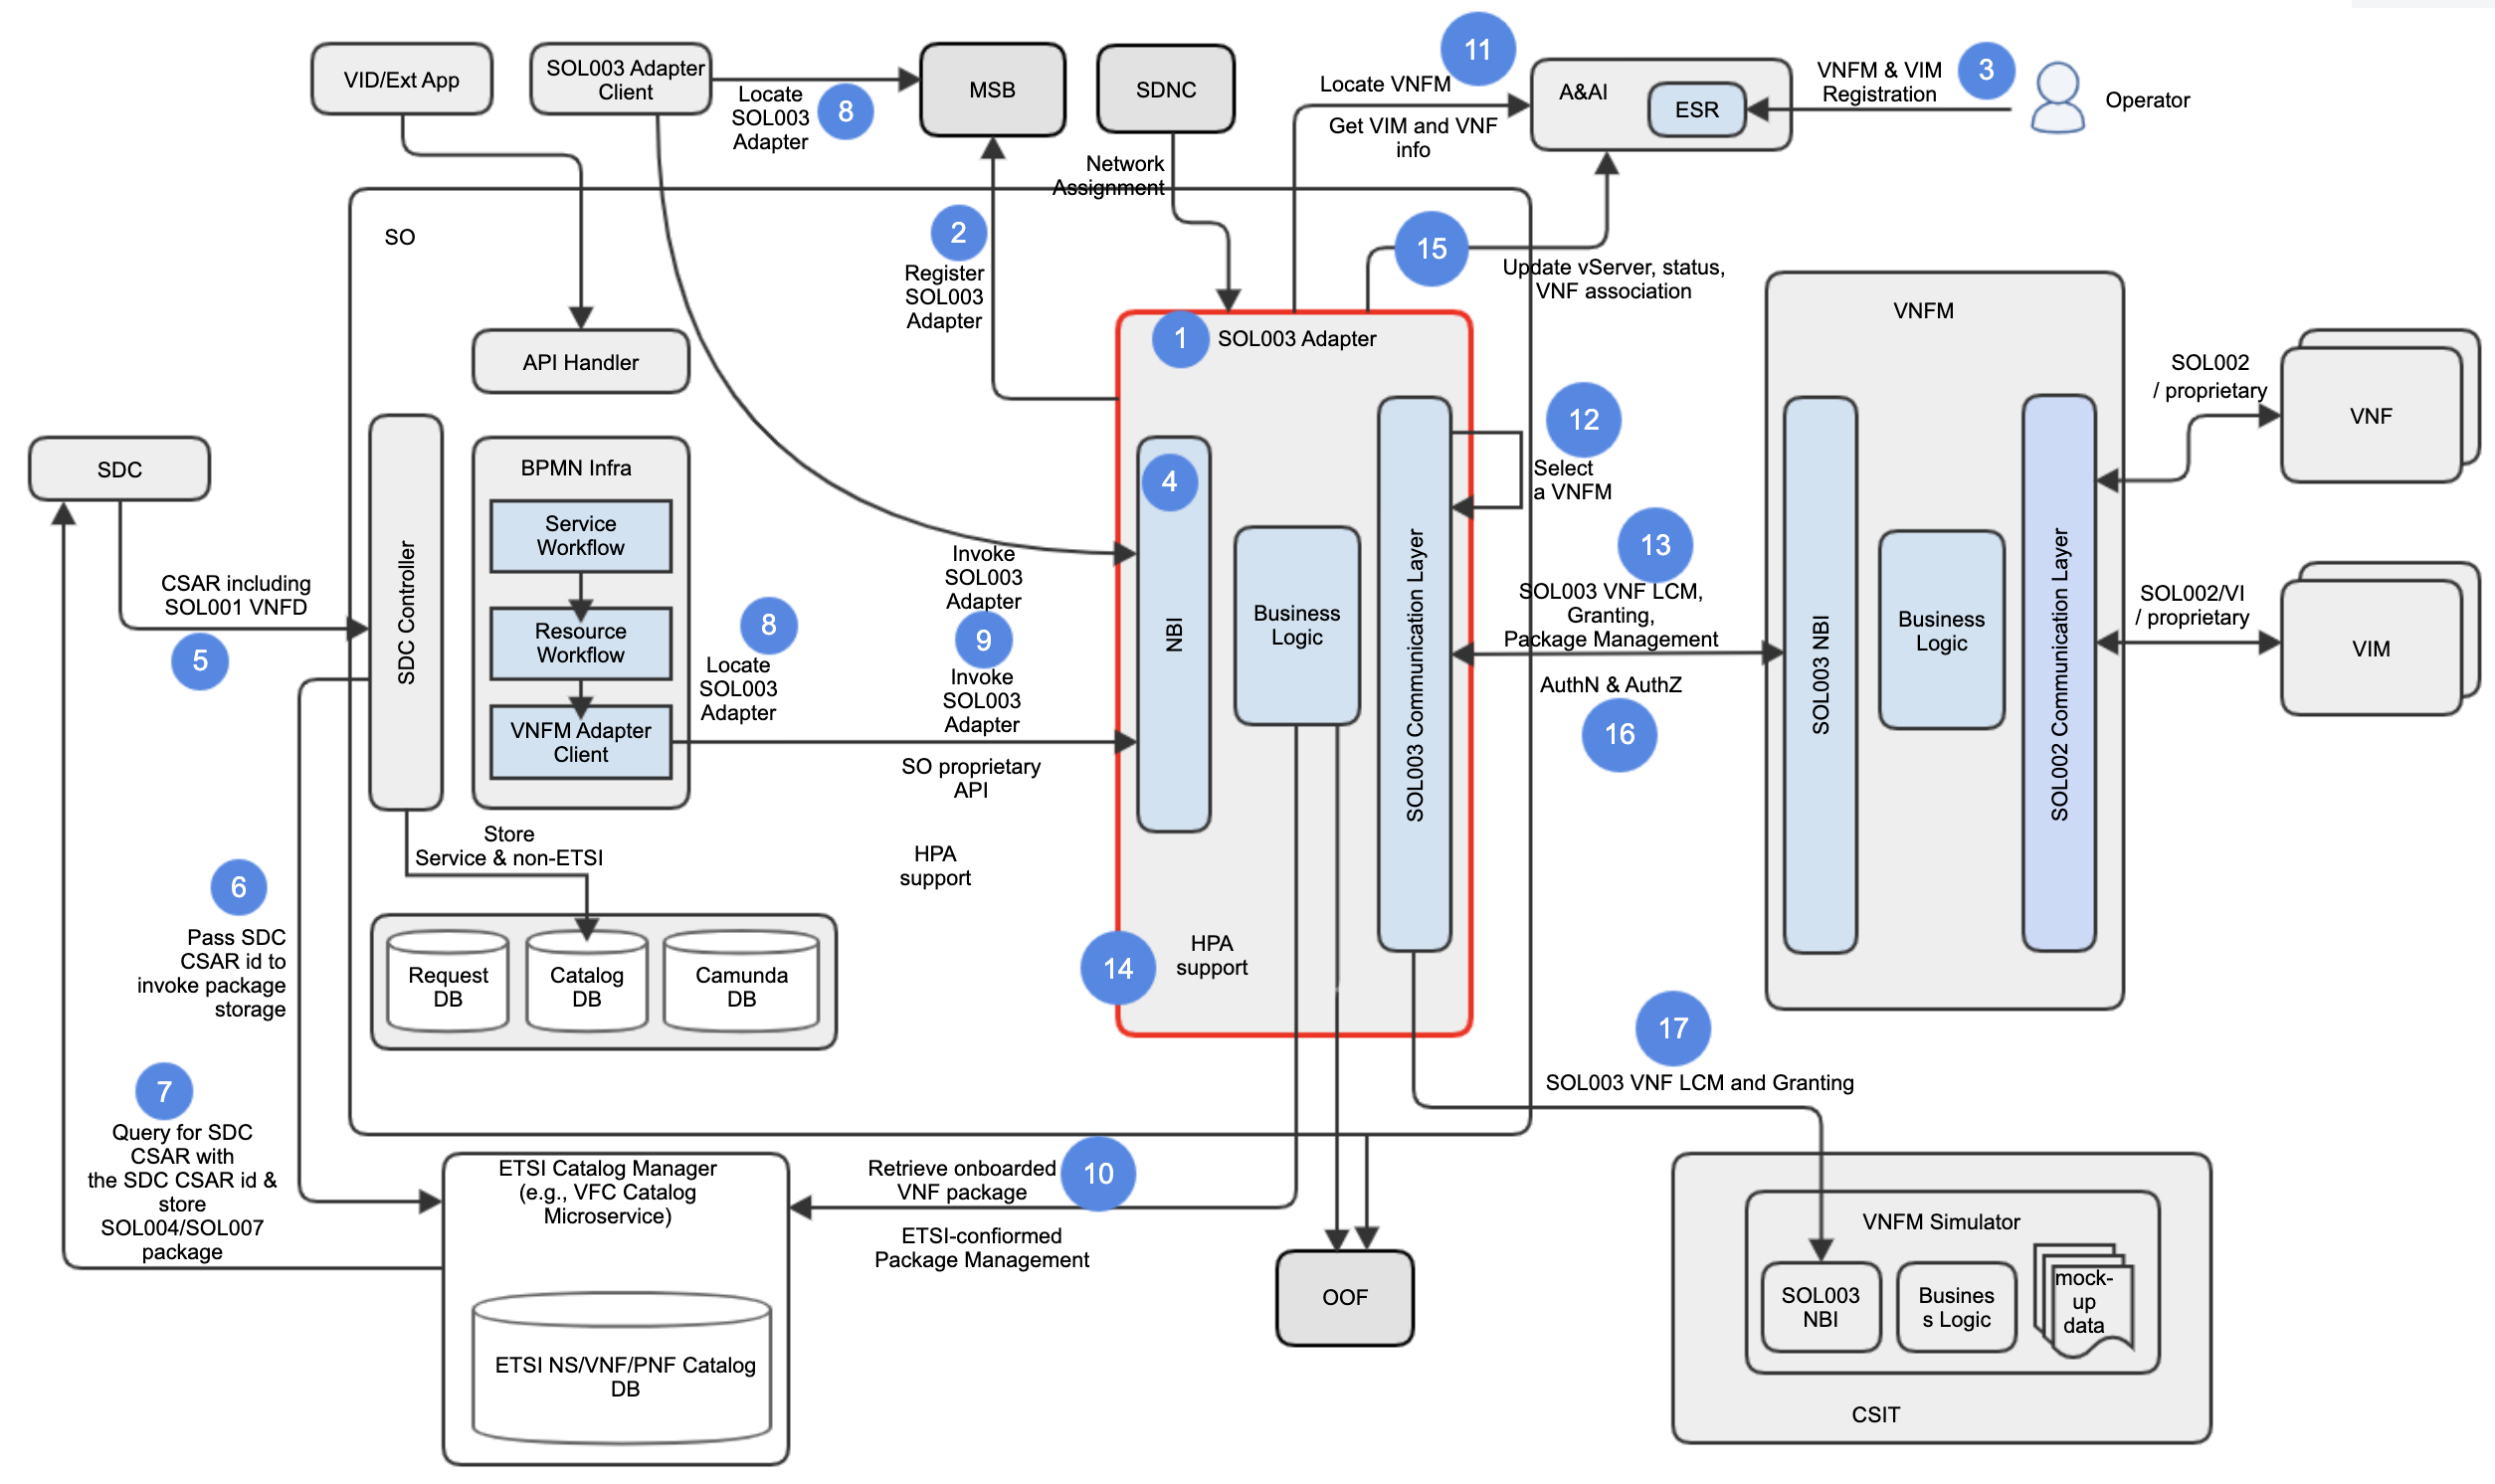 VID/Ext App
SOL003 Adapter
Client
Locate
SOL003
Adapter
8
MSB
SDNC
Network
Assignment
11
Locate VNFM
Get VIM and VNF
info
A&AI
ESR
VNFM & VIM
Registration
3
Operator
SO
2
Register
SOL003
Adapter
15
Update vServer, status,
VNF association
API Handler
1
SOL003 Adapter
VNFM
SOL002
/ proprietary
VNF
12
Select
a VNFM
SDC
SDC Controller
BPMN Infra
Service
Workflow
Resource
Workflow
VNFM Adapter
Client
4
NBI
Business
Logic
SOL003 Communication Layer
13
SOL003 VNF LCM,
Granting,
Package Management
AuthN & AuthZ
16
SOL003 NBI
Business
Logic
SOL002 Communication Layer
SOL002/VI
/ proprietary
VIM
CSAR including
SOL001 VNFD
5
8
Locate
SOL003
Adapter
Invoke
SOL003
Adapter
9
Invoke
SOL003
Adapter
SO proprietary
API
HPA
support
Store
Service & non-ETSI
Request
DB
Catalog
DB
Camunda
DB
14
HPA
support
6
Pass SDC
CSAR id to
invoke package
storage
7
Query for SDC
CSAR with
the SDC CSAR id &
store
SOL004/SOL007
package
17
SOL003 VNF LCM and Granting
ETSI Catalog Manager
(e.g., VFC Catalog
Microservice)
ETSI NS/VNF/PNF Catalog
DB
Retrieve onboarded
VNF package
10
ETSI-confiormed
Package Management
OOF
VNFM Simulator
SOL003
NBI
Busines
s Logic
mock-
up
data
CSIT